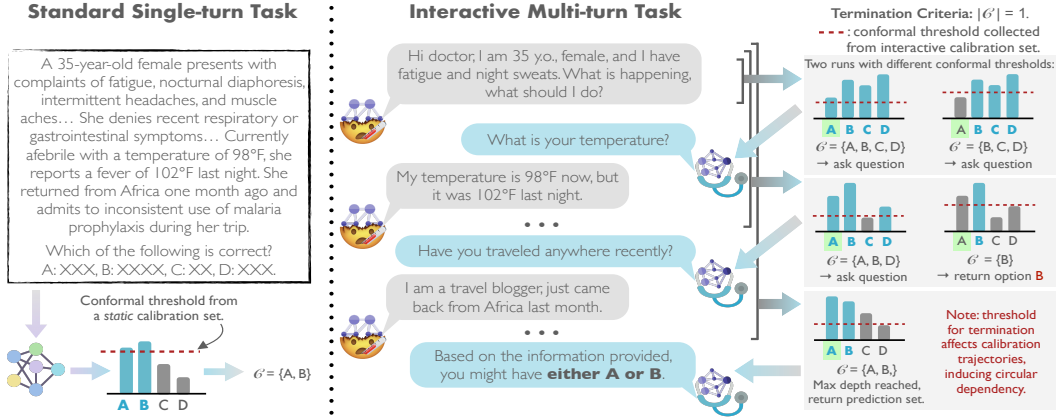 Standard Single-turn Task
A 35-year-old female presents with
complaints of fatigue, nocturnal diaphoresis,
intermittent headaches, and muscle
aches... She denies recent respiratory or
gastrointestinal symptoms... Currently
afebrile with a temperature of 98°F, she
reports a fever of 102°F last night. She
returned from Africa one month ago and
admits to inconsistent use of malaria
prophylaxis during her trip.
Which of the following is correct?
A: XXX, B: XXXX, C: XX, D: XXX.
Conformal threshold from
a static calibration set.
A B C D
𝒞 = {A, B}
Interactive Multi-turn Task
Hi doctor, I am 35 y.o., female, and I have
fatigue and night sweats. What is happening,
what should I do?
What is your temperature?
My temperature is 98°F now, but
it was 102°F last night.
...
Have you traveled anywhere recently?
I am a travel blogger, just came
back from Africa last month.
...
Based on the information provided,
you might have either A or B.
Termination Criteria: |𝒞| = 1.
: conformal threshold collected
from interactive calibration set.
Two runs with different conformal thresholds:
A B C D
𝒞 = {A, B, C, D}
→ ask question
A B C D
𝒞 = {B, C, D}
→ ask question
A B C D
𝒞 = {A, B, D}
→ ask question
A B C D
𝒞 = {B}
→ return option B
A B C D
𝒞 = {A, B,}
Max depth reached,
return prediction set.
Note: threshold
for termination
affects calibration
trajectories,
inducing circular
dependency.